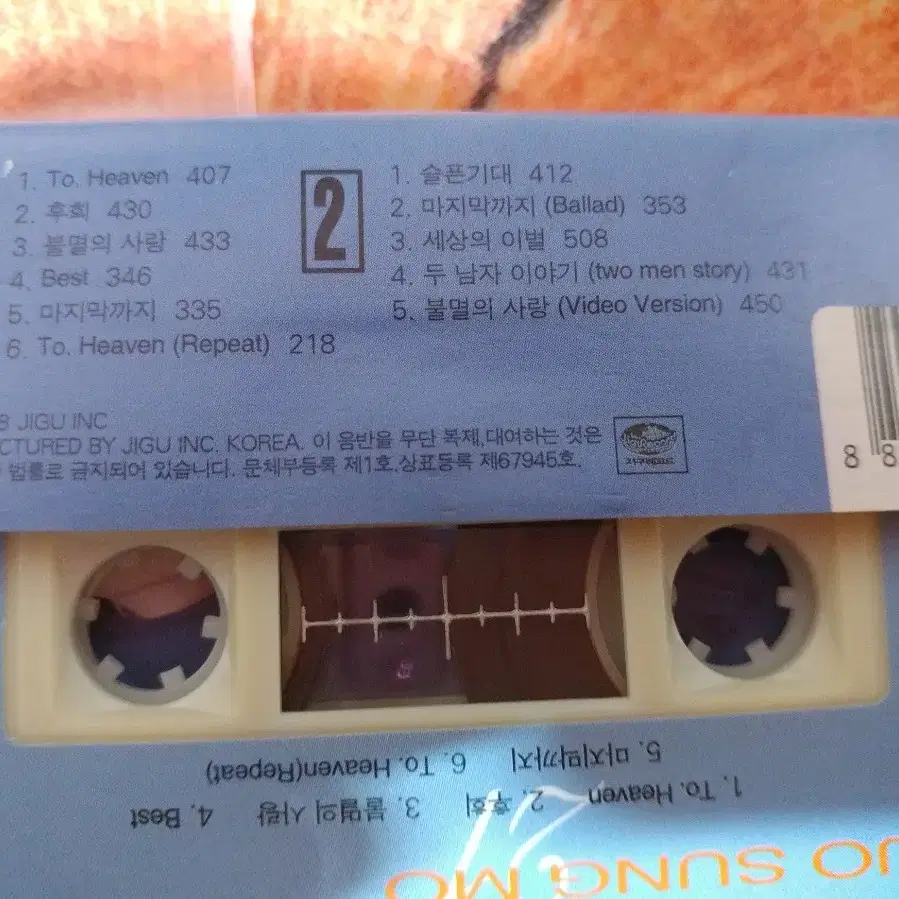 1. To. Heaven 407
2. 후회 430
3. 불멸의 사랑 433
4. Best 346
5. 마지막까지 335
6. To. Heaven (Repeat) 218
2
1. 슬픈기대 412
2. 마지막까지 (Ballad) 353
3. 세상의 이별 508
4. 두 남자 이야기 (two men story) 431
5. 불멸의 사랑 (Video Version) 450
8 JIGU INC
CTURED BY JIGU INC. KOREA. 이 음반을 무단 복제,대여하는 것은
법률로 금지되어 있습니다. 문체부등록 제1호.상표등록 제67945호.
지구레코드
8 8
JO SUNG MO
1. To. Heaven 2. 후회 3. 불멸의 사랑 4. Best
5. 마지막까지 6. To. Heaven(Repeat)